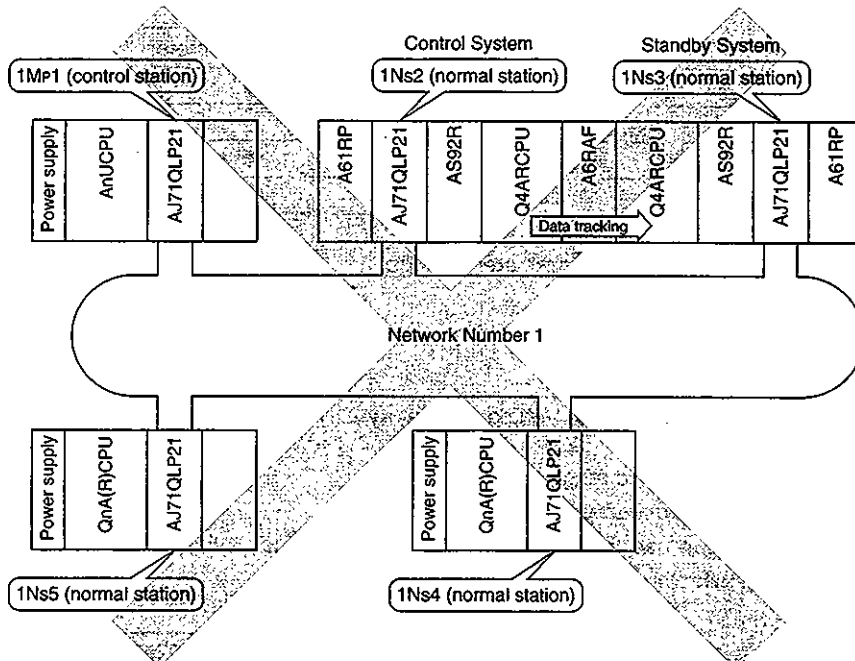 Control System
Standby System
1MP1 (control station)
1Ns2 (normal station)
1Ns3 (normal station)
Power supply
AnUCPU
AJ71QLP21
A61RP
AJ71QLP21
AS92R
Q4ARCPU
A6RAF
Q4ARCPU
AS92R
AJ71QLP21
A61RP
Data tracking
Network Number 1
Power supply
QnA(R)CPU
AJ71QLP21
Power supply
QnA(R)CPU
AJ71QLP21
1Ns5 (normal station)
1Ns4 (normal station)